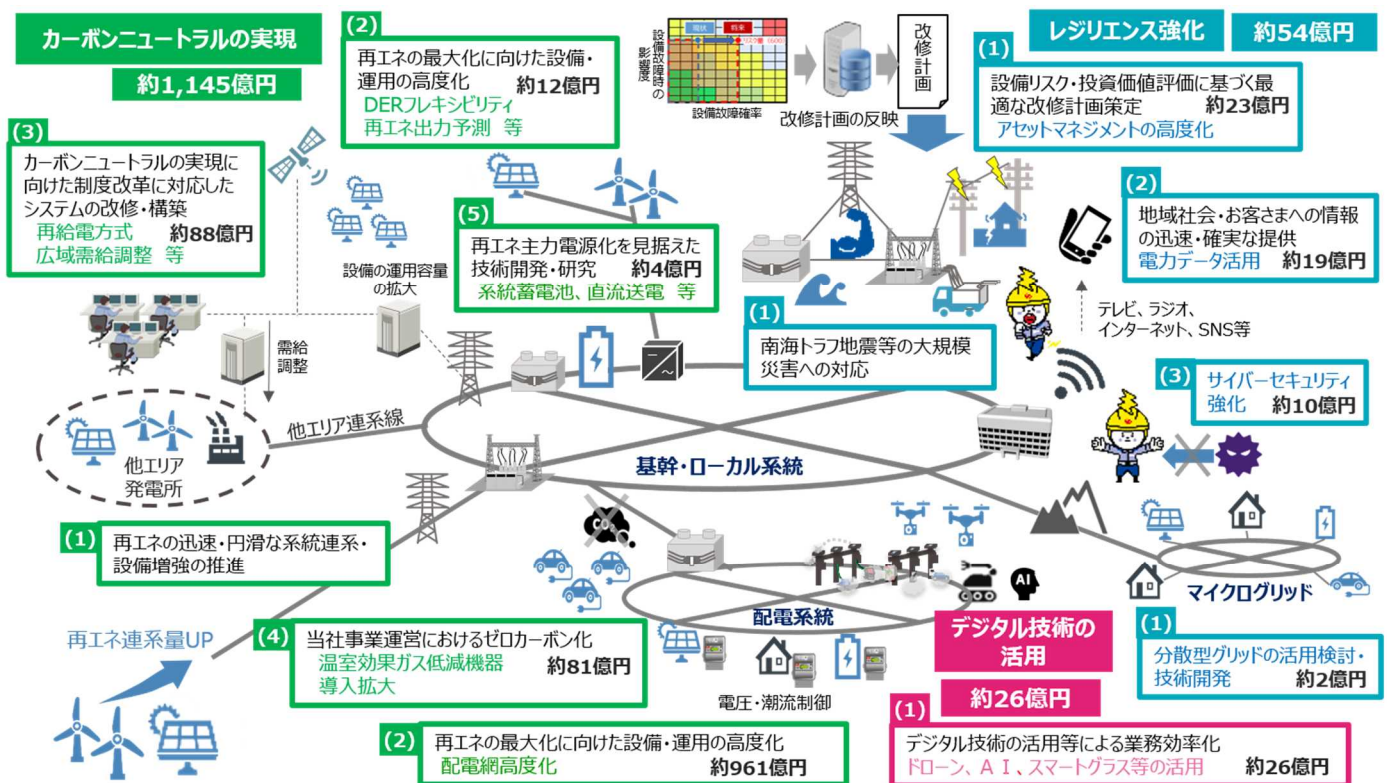 カーボンニュートラルの実現
約1,145億円
(2)
再エネの最大化に向けた設備・
運用の高度化 約12億円
DERフレキシビリティ
再エネ出力予測 等
設備故障時の
影響度
現状
将来
設備故障確率
改修計画の反映
改修計画
レジリエンス強化
約54億円
(1)
設備リスク・投資価値評価に基づく最
適な改修計画策定 約23億円
アセットマネジメントの高度化
(3)
カーボンニュートラルの実現に
向けた制度改革に対応した
システムの改修・構築
再給電方式 約88億円
広域需給調整 等
設備の運用容量
の拡大
(5)
再エネ主力電源化を見据えた
技術開発・研究 約4億円
系統蓄電池、直流送電 等
(2)
地域社会・お客さまへの情報
の迅速・確実な提供
電力データ活用 約19億円
テレビ、ラジオ、
インターネット、SNS等
需給
調整
(1)
南海トラフ地震等の大規模
災害への対応
(3)
サイバーセキュリティ
強化 約10億円
他エリア連系線
他エリア
発電所
基幹・ローカル系統
CO2
(1)
再エネの迅速・円滑な系統連系・
設備増強の推進
AI
マイクログリッド
配電系統
再エネ連系量UP
(4)
当社事業運営におけるゼロカーボン化
温室効果ガス低減機器 約81億円
導入拡大
電圧・潮流制御
デジタル技術の
活用
約26億円
(1)
分散型グリッドの活用検討・
技術開発 約2億円
(2)
再エネの最大化に向けた設備・運用の高度化
配電網高度化 約961億円
(1)
デジタル技術の活用等による業務効率化
ドローン、AI、スマートグラス等の活用 約26億円